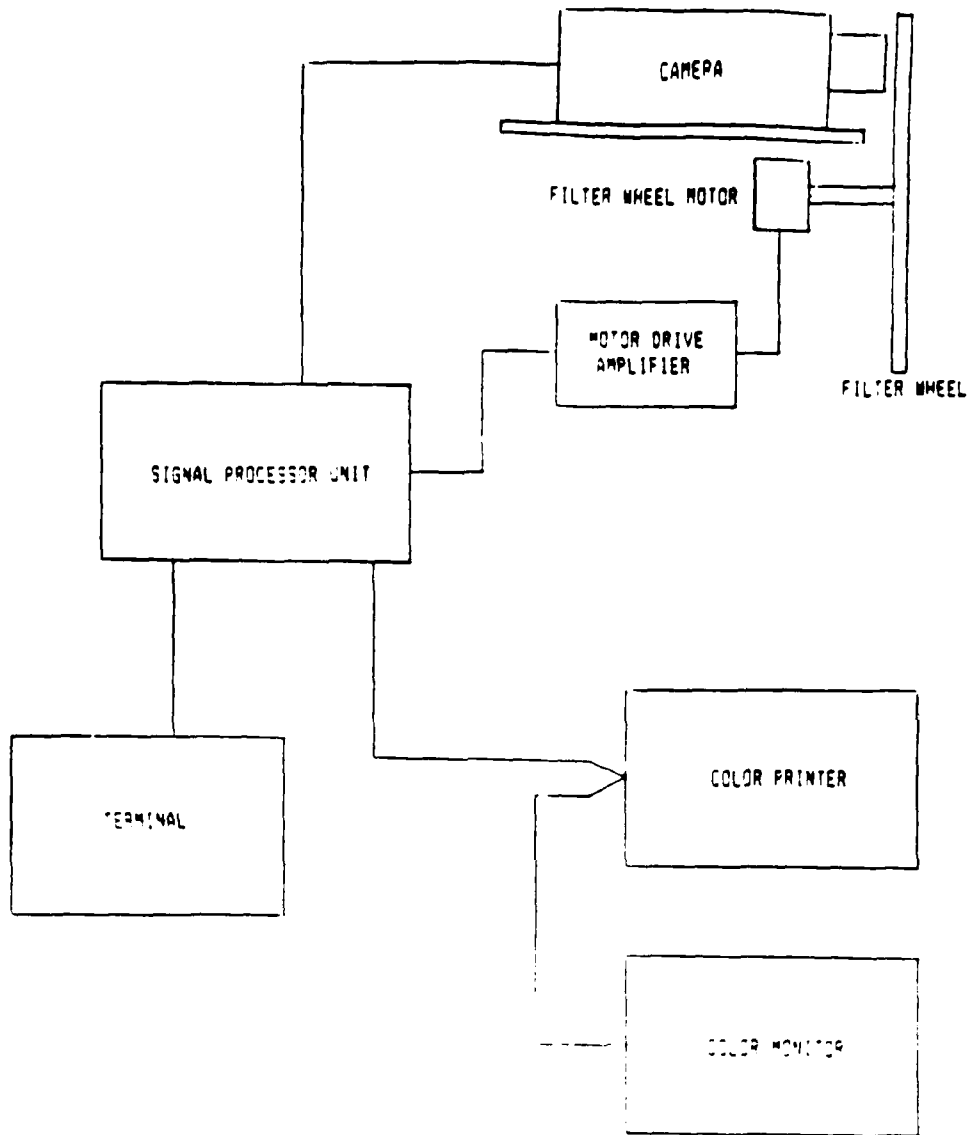 CAMERA
FILTER WHEEL MOTOR
MOTOR DRIVE
AMPLIFIER
FILTER WHEEL
SIGNAL PROCESSOR UNIT
COLOR PRINTER
TERMINAL
COLOR MONITOR